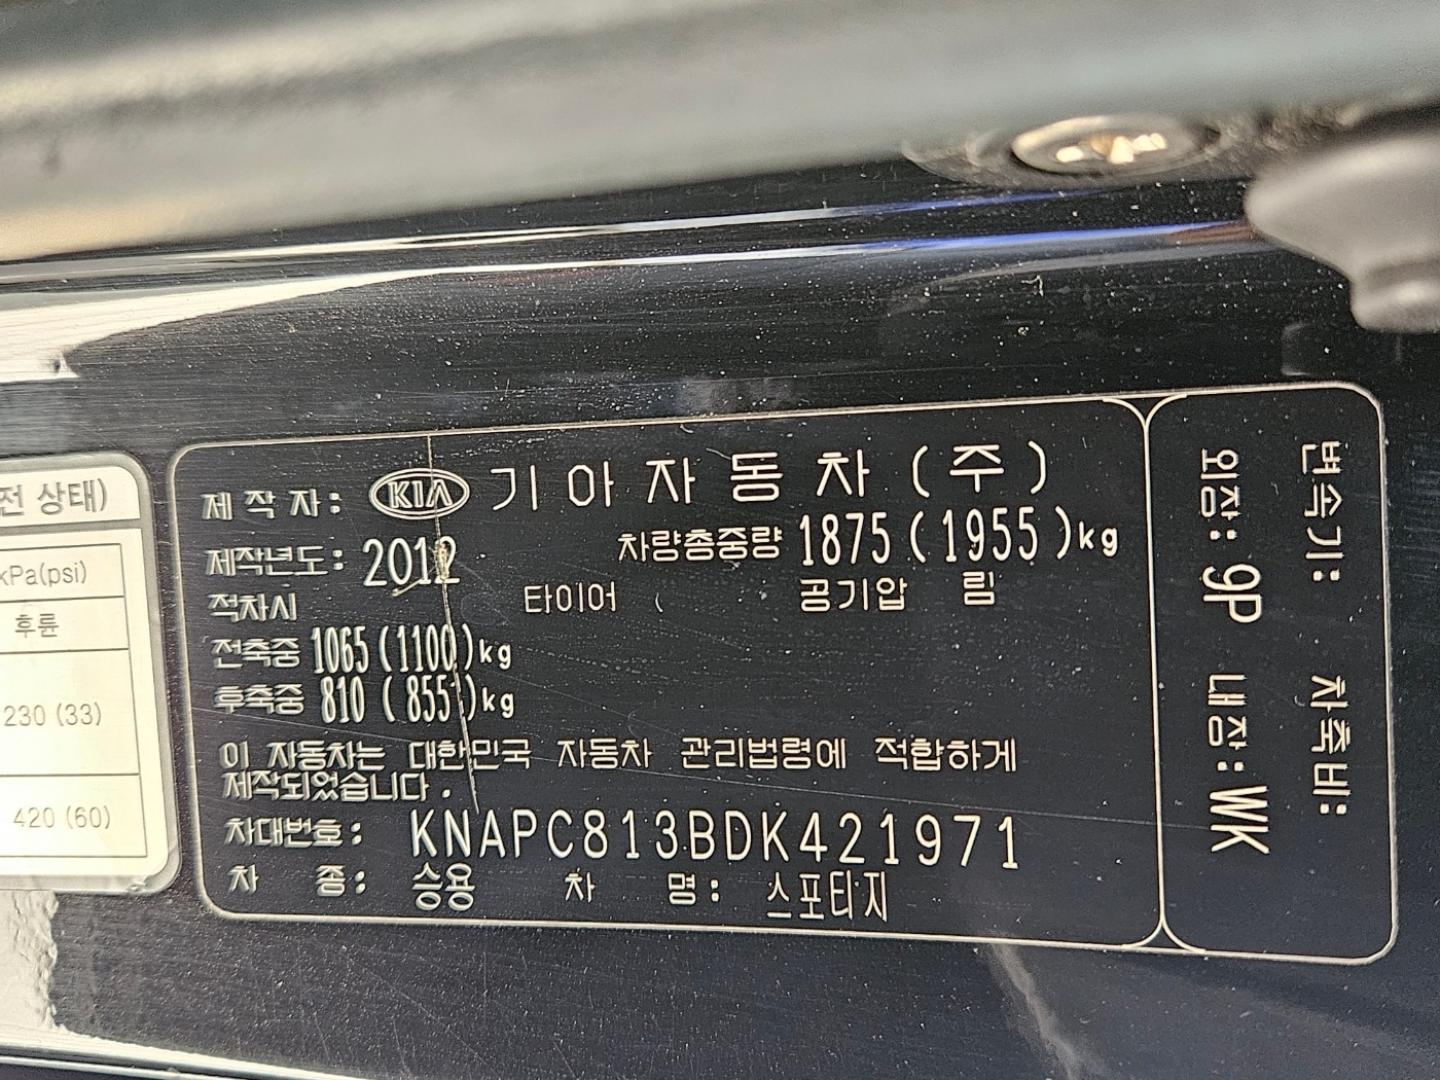 전 상태)
kPa(psi)
후륜
230 (33)
420 (60)
제 작 자: KIA 기 아 자 동 차 (주)
제작년도: 2012 차량총중량 1875 (1955)kg
적차시 타이어 공기압 림
전축중 1065 (1100)kg
후축중 810 (855)kg
이 자동차는 대한민국 자동차 관리법령에 적합하게
제작되었습니다.
차대번호: KNAPC813BDK421971
차 종: 승용 차 명: 스포티지
변속기: 차축비:
외장: 9P 내장: WK